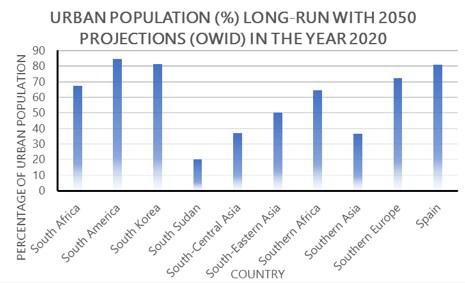 URBAN POPULATION (%) LONG-RUN WITH 2050
PROJECTIONS (OWID) IN THE YEAR 2020
PERCENTAGE OF URBAN POPULATION
90
80
70
60
50
40
30
20
10
0
South Africa
South America
South Korea
South Sudan
South-Central Asia
South-Eastern Asia
Southern Africa
Southern Asia
Southern Europe
Spain
COUNTRY